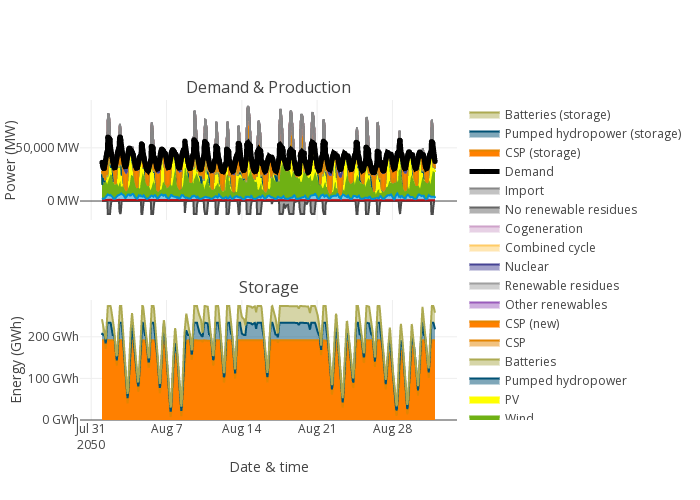 Demand & Production
Power (MW)
50,000 MW
0 MW
Storage
Energy (GWh)
200 GWh
100 GWh
0 GWh
Jul 31
2050
Aug 7
Aug 14
Aug 21
Aug 28
Date & time
Batteries (storage)
Pumped hydropower (storage)
CSP (storage)
Demand
Import
No renewable residues
Cogeneration
Combined cycle
Nuclear
Renewable residues
Other renewables
CSP (new)
CSP
Batteries
Pumped hydropower
PV
Wind